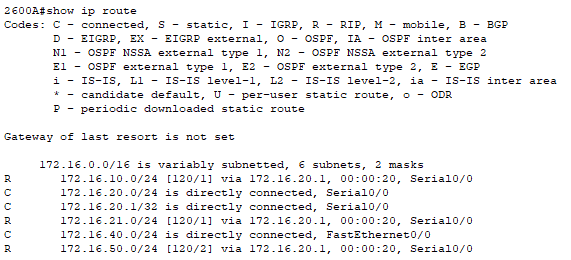 2600A#show ip route
Codes: C - connected, S - static, I - IGRP, R - RIP, M - mobile, B - BGP
D - EIGRP, EX - EIGRP external, O - OSPF, IA - OSPF inter area
N1 - OSPF NSSA external type 1, N2 - OSPF NSSA external type 2
E1 - OSPF external type 1, E2 - OSPF external type 2, E - EGP
i - IS-IS, L1 - IS-IS level-1, L2 - IS-IS level-2, ia - IS-IS inter area
* - candidate default, U - per-user static route, o - ODR
P - periodic downloaded static route
Gateway of last resort is not set
172.16.0.0/16 is variably subnetted, 6 subnets, 2 masks
R 172.16.10.0/24 [120/1] via 172.16.20.1, 00:00:20, Serial0/0
C 172.16.20.0/24 is directly connected, Serial0/0
C 172.16.20.1/32 is directly connected, Serial0/0
R 172.16.21.0/24 [120/1] via 172.16.20.1, 00:00:20, Serial0/0
C 172.16.40.0/24 is directly connected, FastEthernet0/0
R 172.16.50.0/24 [120/2] via 172.16.20.1, 00:00:20, Serial0/0